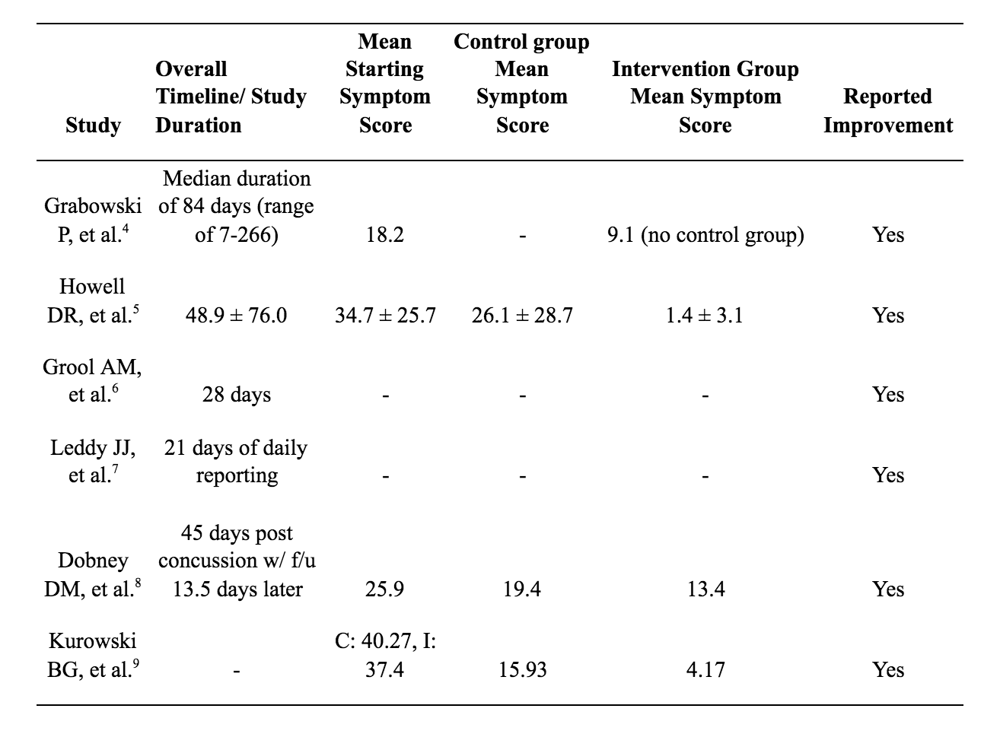 Study
Overall
Timeline/ Study
Duration
Mean
Starting
Symptom
Score
Control group
Mean
Symptom
Score
Intervention Group
Mean Symptom
Score
Reported
Improvement
Grabowski
P, et al.4
Median duration
of 84 days (range
of 7-266)
18.2
-
9.1 (no control group)
Yes
Howell
DR, et al.5
48.9 ± 76.0
34.7 ± 25.7
26.1 ± 28.7
1.4 ± 3.1
Yes
Grool AM,
et al.6
28 days
-
-
-
Yes
Leddy JJ,
et al.7
21 days of daily
reporting
-
-
-
Yes
Dobney
DM, et al.8
45 days post
concussion w/ f/u
13.5 days later
25.9
19.4
13.4
Yes
Kurowski
BG, et al.9
-
C: 40.27, I:
37.4
15.93
4.17
Yes